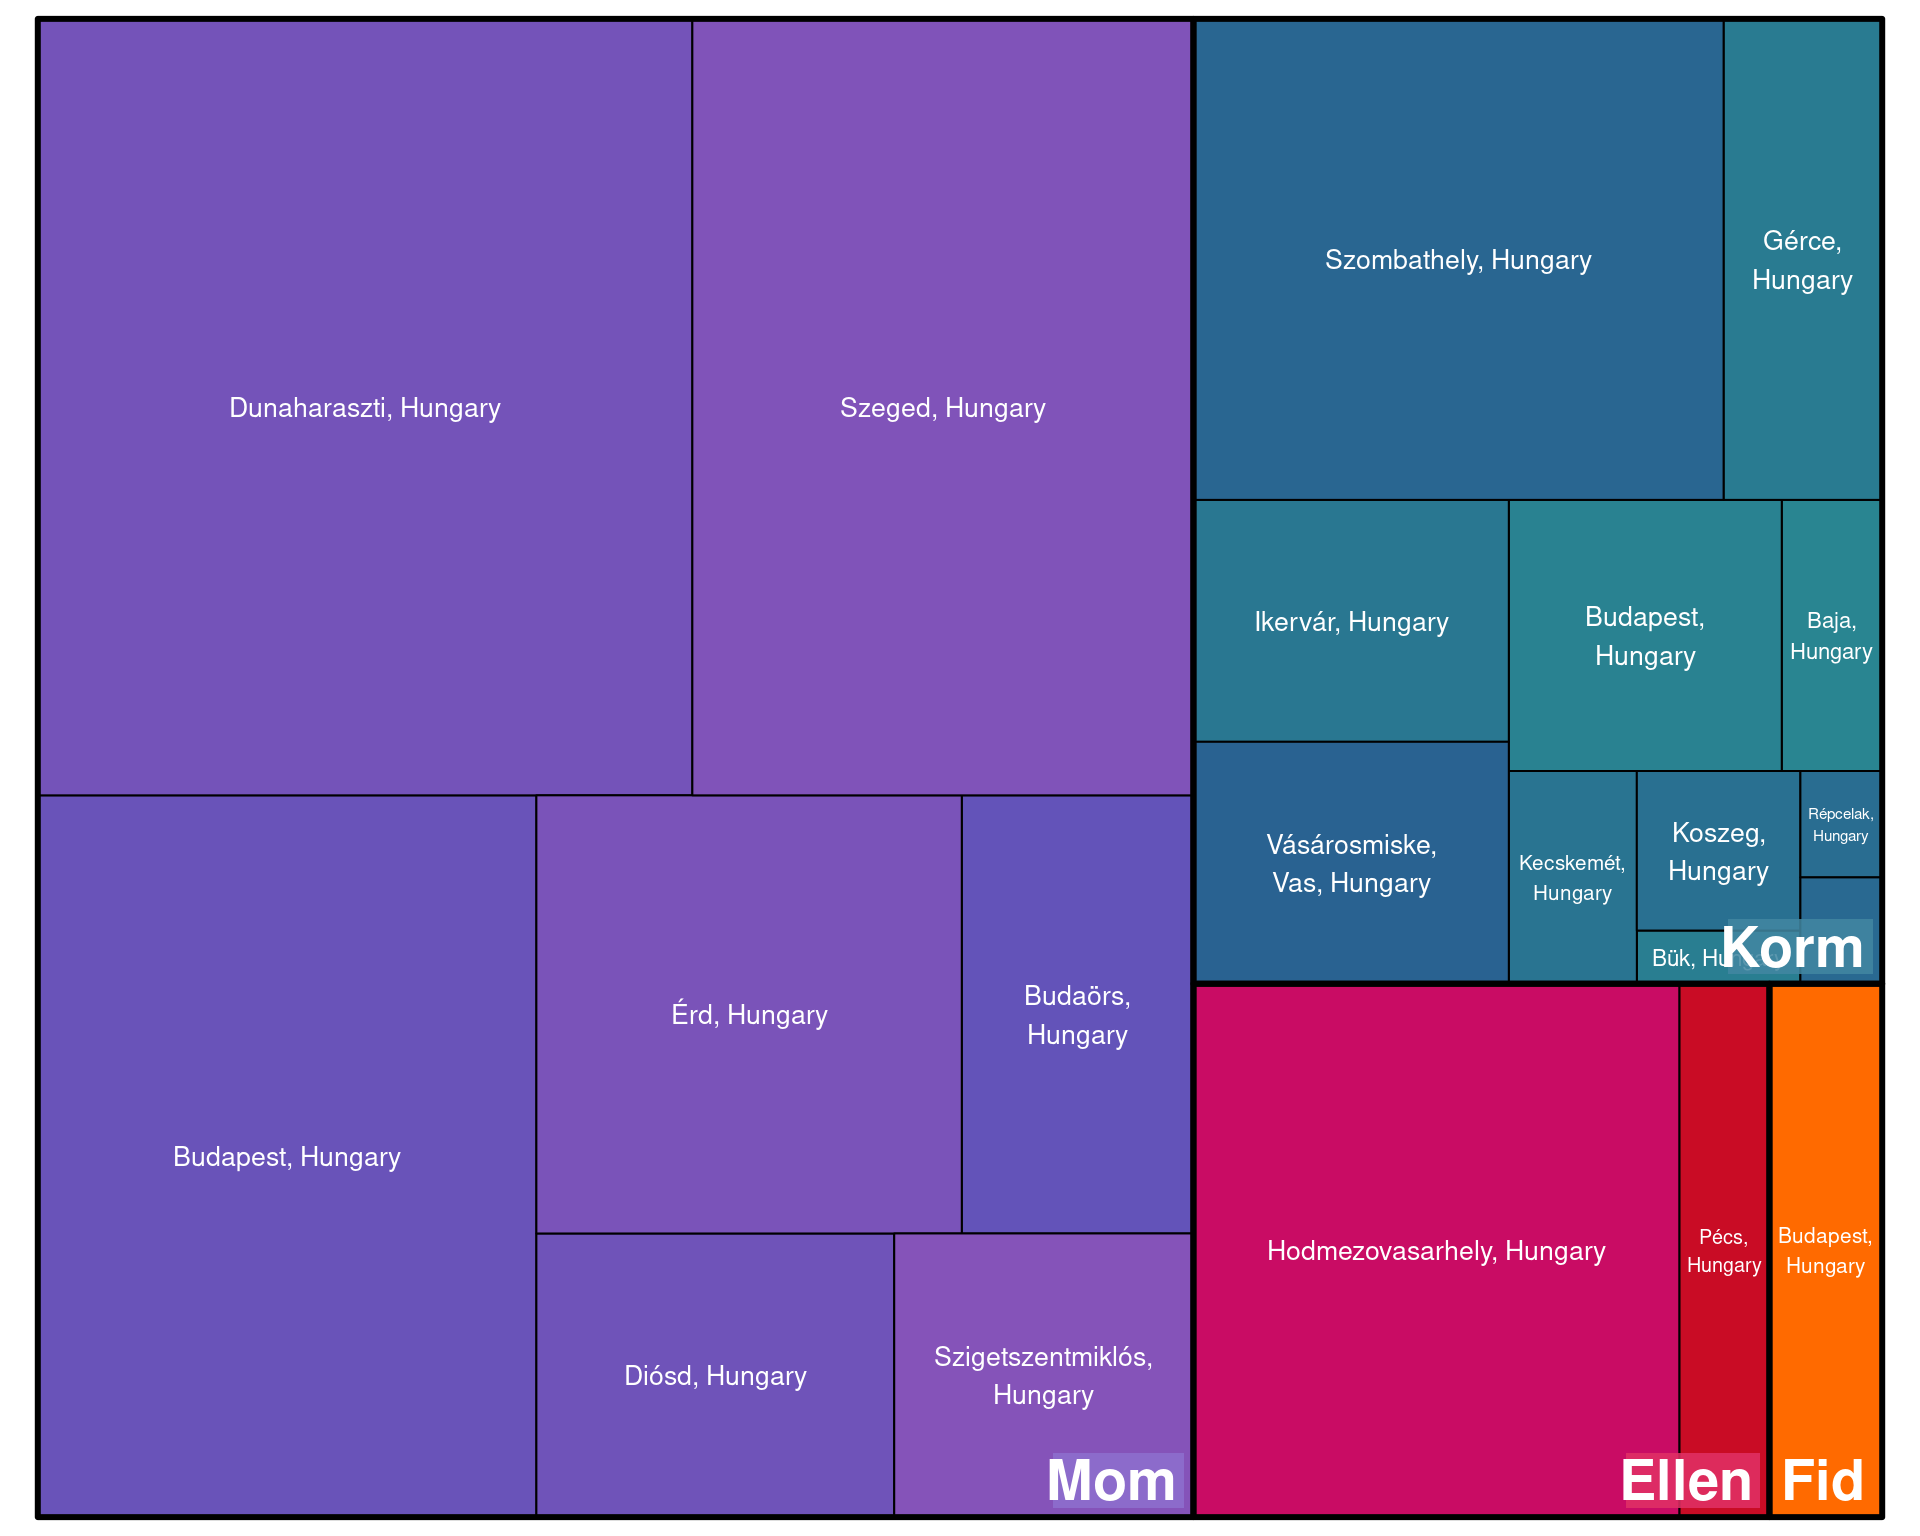 Dunaharaszti, Hungary
Szeged, Hungary
Budapest, Hungary
Érd, Hungary
Budaörs,
Hungary
Diósd, Hungary
Szigetszentmiklós,
Hungary
Mom
Szombathely, Hungary
Gérce,
Hungary
Ikervár, Hungary
Budapest,
Hungary
Baja,
Hungary
Vásárosmiske,
Vas, Hungary
Kecskemét,
Hungary
Koszeg,
Hungary
Répcelak,
Hungary
Bük,
Korm
Hodmezovasarhely, Hungary
Pécs,
Hungary
Ellen
Budapest,
Hungary
Fid